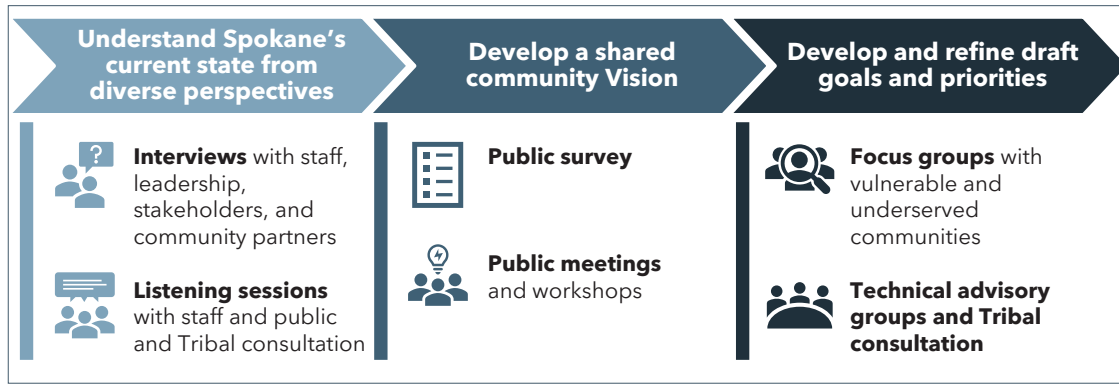 Understand Spokane's
current state from
diverse perspectives
Develop a shared
community Vision
Develop and refine draft
goals and priorities
?
Interviews with staff,
leadership,
stakeholders, and
community partners
Listening sessions
with staff and public
and Tribal consultation
Public survey
Public meetings
and workshops
Focus groups with
vulnerable and
underserved
communities
Technical advisory
groups and Tribal
consultation